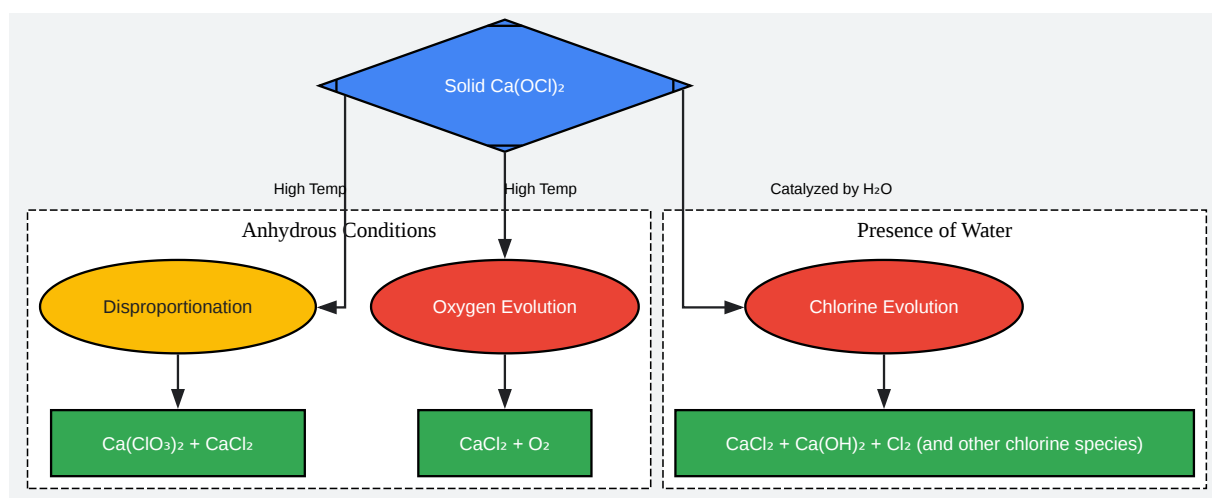 Solid Ca(OCl)₂
High Temp
High Temp
Catalyzed by H₂O
Anhydrous Conditions
Presence of Water
Disproportionation
Oxygen Evolution
Chlorine Evolution
Ca(ClO₃)₂ + CaCl₂
CaCl₂ + O₂
CaCl₂ + Ca(OH)₂ + Cl₂ (and other chlorine species)